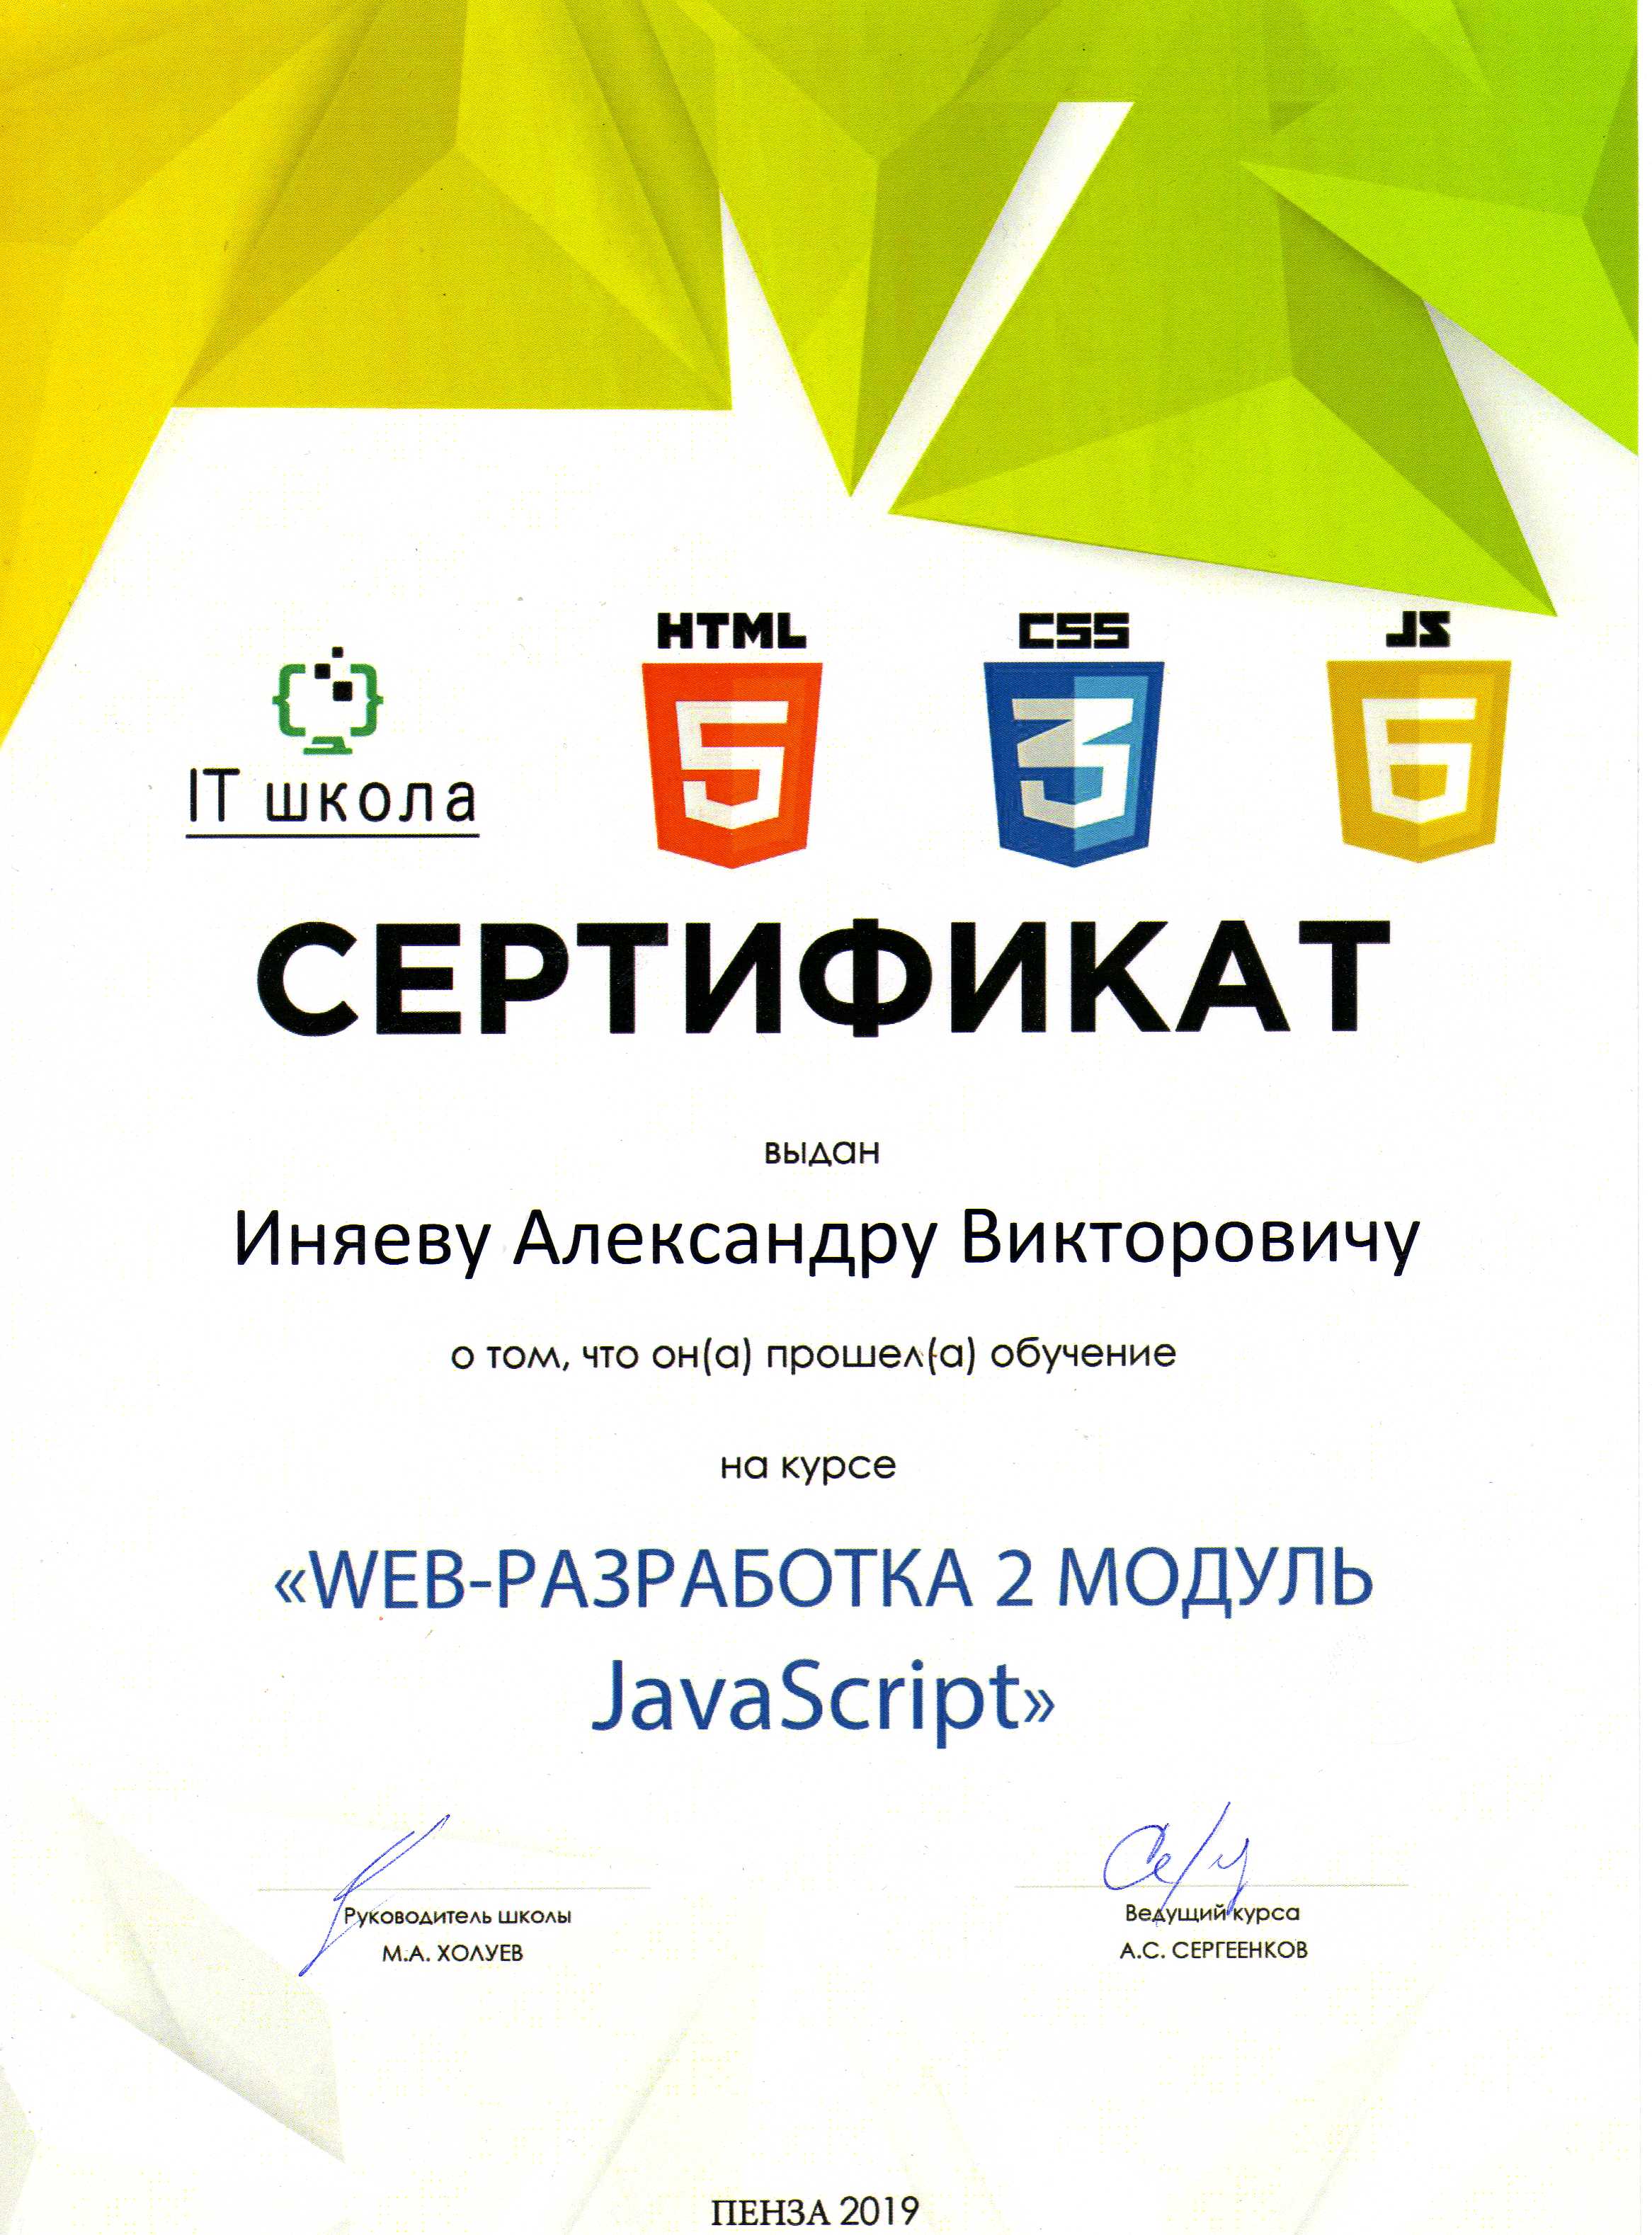 HTML
5
CSS
3
JS
6
IT школа
СЕРТИФИКАТ
выдан
Иняеву Александру Викторовичу
о том, что он(а) прошел(а) обучение
на курсе
«WEB-РАЗРАБОТКА 2 МОДУЛЬ
JavaScript»
Руководитель школы
М.А. ХОЛУЕВ
Ведущий курса
А.С. СЕРГЕЕНКОВ
ПЕНЗА 2019